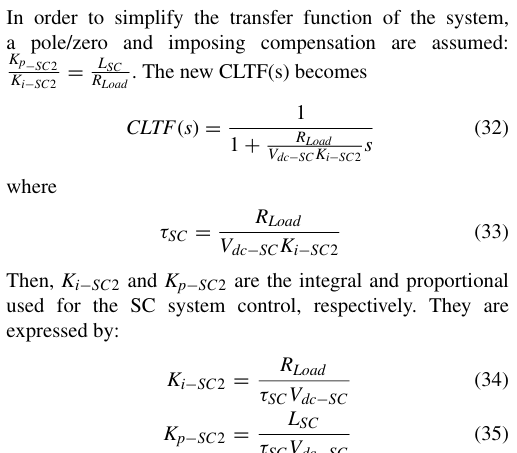 In order to simplify the transfer function of the system,
a pole/zero and imposing compensation are assumed:
\frac{K_{p-SC2}}{K_{i-SC2}} = \frac{L_{SC}}{R_{Load}}. The new CLTF(s) becomes
CLTF(s) = \frac{1}{1 + \frac{R_{Load}}{V_{dc-SC} K_{i-SC2}} s} (32)
where
\tau_{SC} = \frac{R_{Load}}{V_{dc-SC} K_{i-SC2}} (33)
Then, K_{i-SC2} and K_{p-SC2} are the integral and proportional
used for the SC system control, respectively. They are
expressed by:
K_{i-SC2} = \frac{R_{Load}}{\tau_{SC} V_{dc-SC}} (34)
K_{p-SC2} = \frac{L_{SC}}{\tau_{SC} V_{dc-SC}} (35)